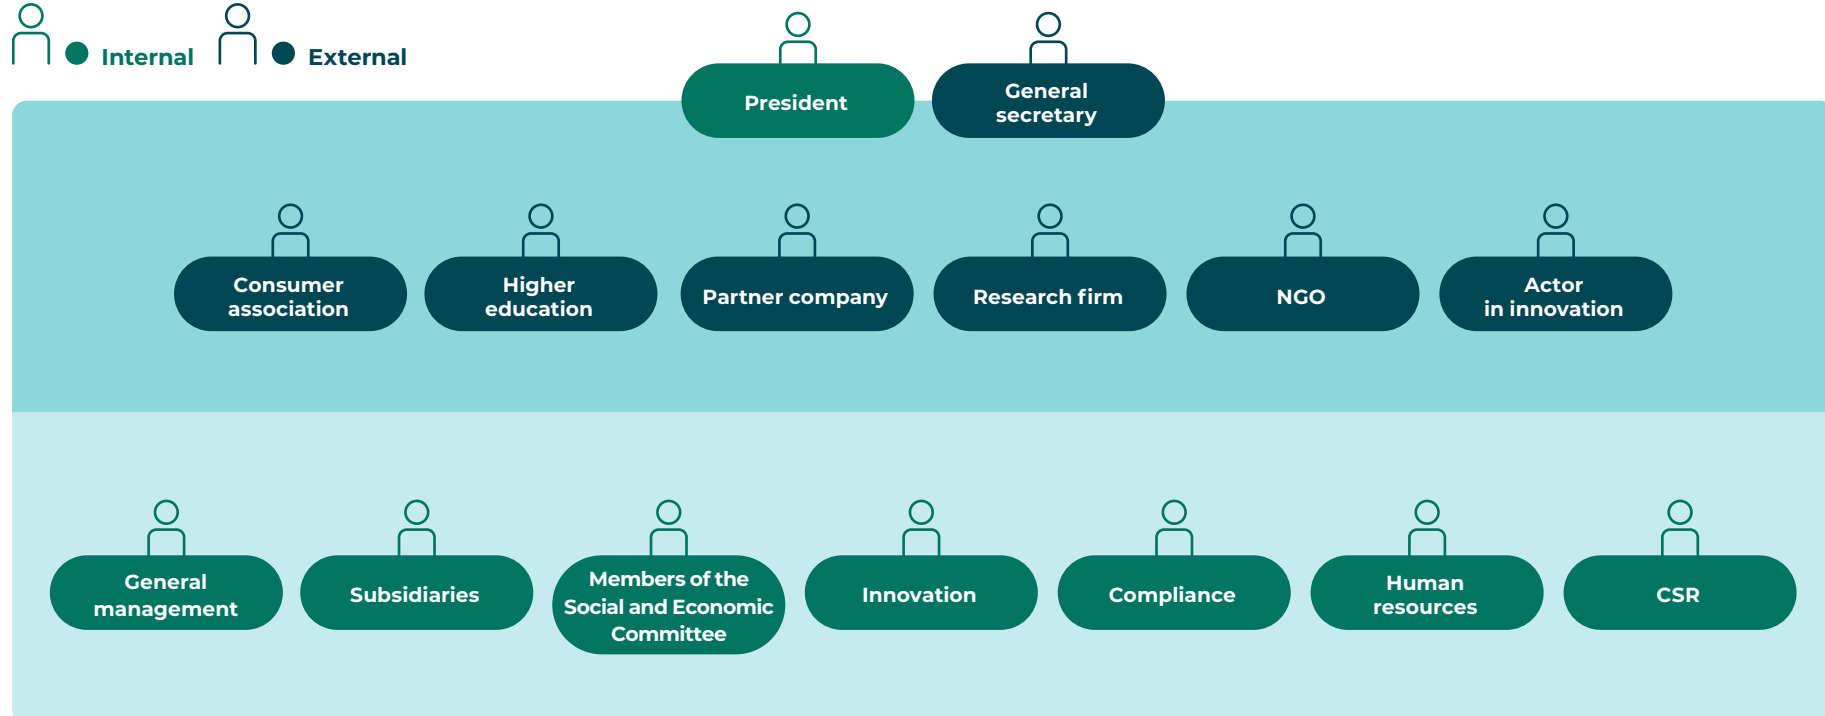 Internal
External
President
General
secretary
Consumer
association
Higher
education
Partner company
Research firm
NGO
Actor
in innovation
General
management
Subsidiaries
Members of the
Social and Economic
Committee
Innovation
Compliance
Human
resources
CSR